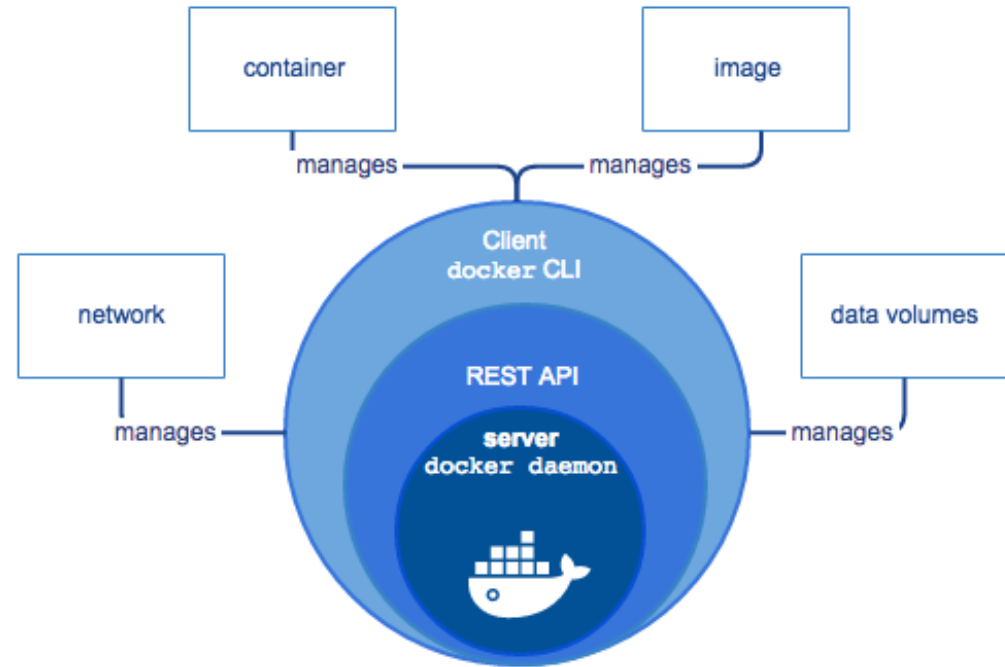 container
image
manages
manages
Client
docker CLI
network
data volumes
REST API
manages
manages
server
docker daemon